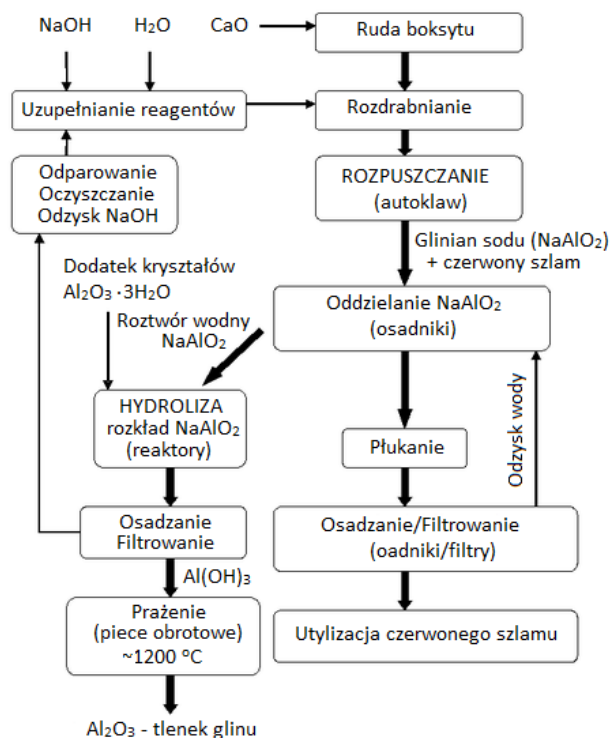 NaOH
H₂O
CaO
Ruda boksytu
Uzupełnianie reagentów
Rozdrabnianie
Odparowanie
Oczyszczanie
Odzysk NaOH
ROZPUSZCZANIE
(autoklaw)
Glinian sodu (NaAlO₂)
+ czerwony szlam
Dodatek kryształów
Al₂O₃ · 3H₂O
Roztwór wodny
NaAlO₂
Oddzielanie NaAlO₂
(osadniki)
HYDROLIZA
rozkład NaAlO₂
(reaktory)
Płukanie
Odzysk wody
Osadzanie
Filtrowanie
Osadzanie/Filtrowanie
(oadniki/filtry)
Al(OH)₃
Prażenie
(piece obrotowe)
~1200 °C
Utylizacja czerwonego szlamu
Al₂O₃ - tlenek glinu